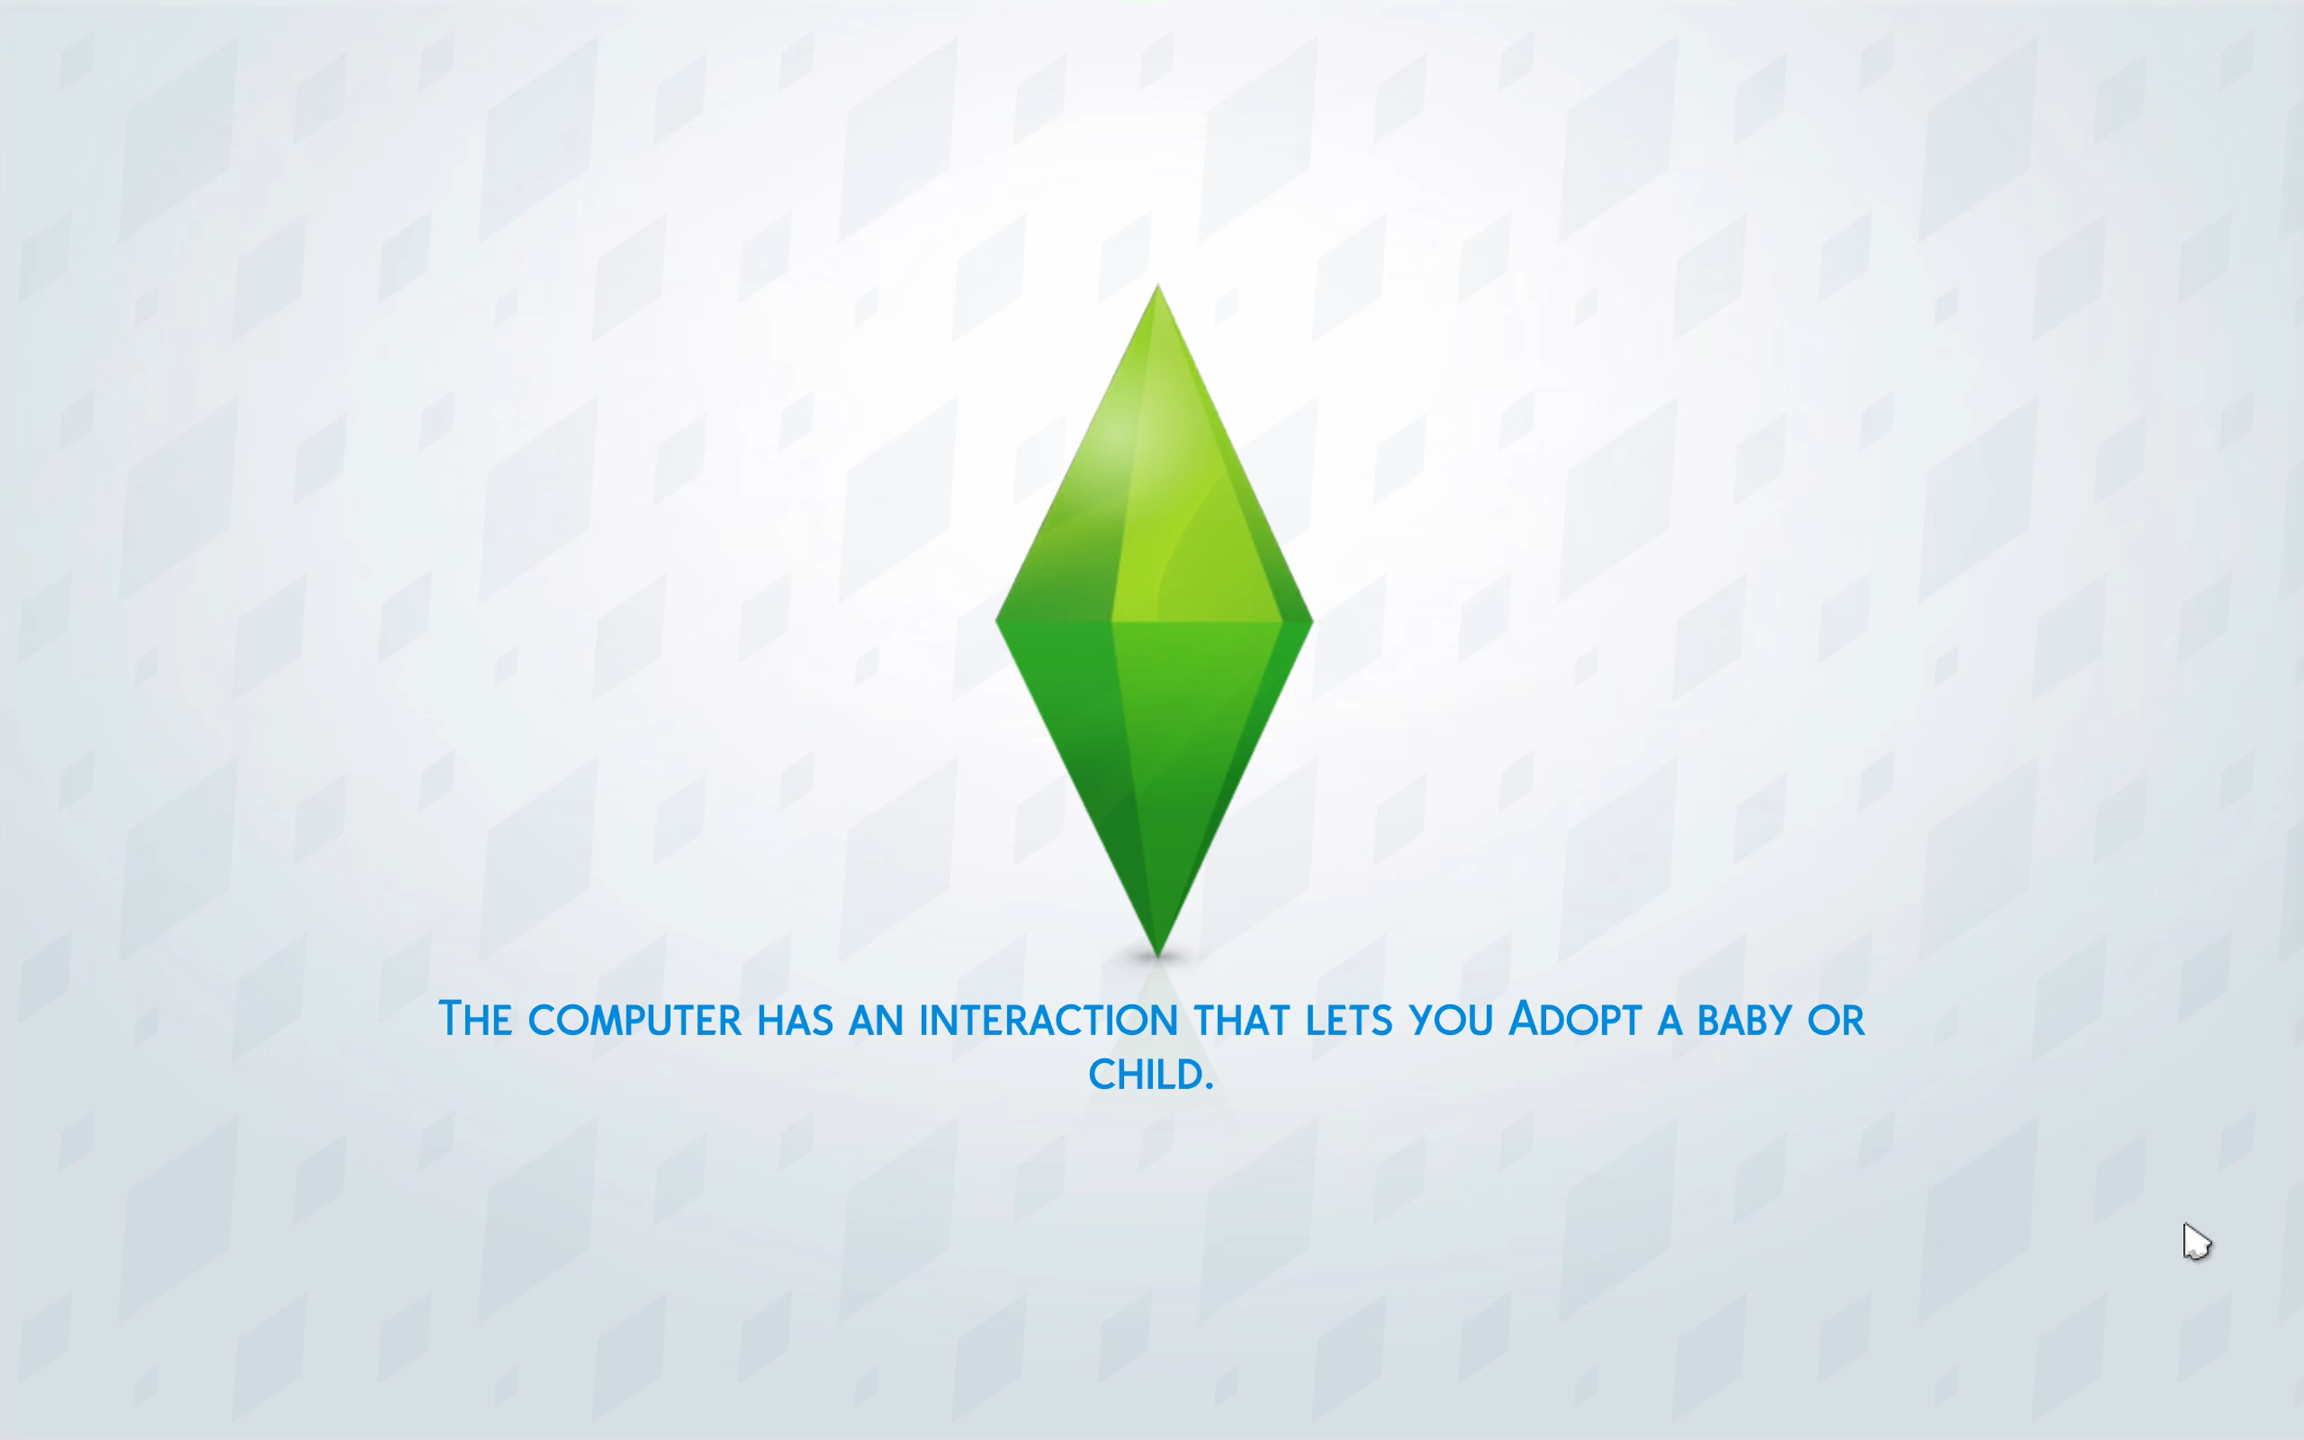 The computer has an interaction that lets you Adopt a baby or
child.